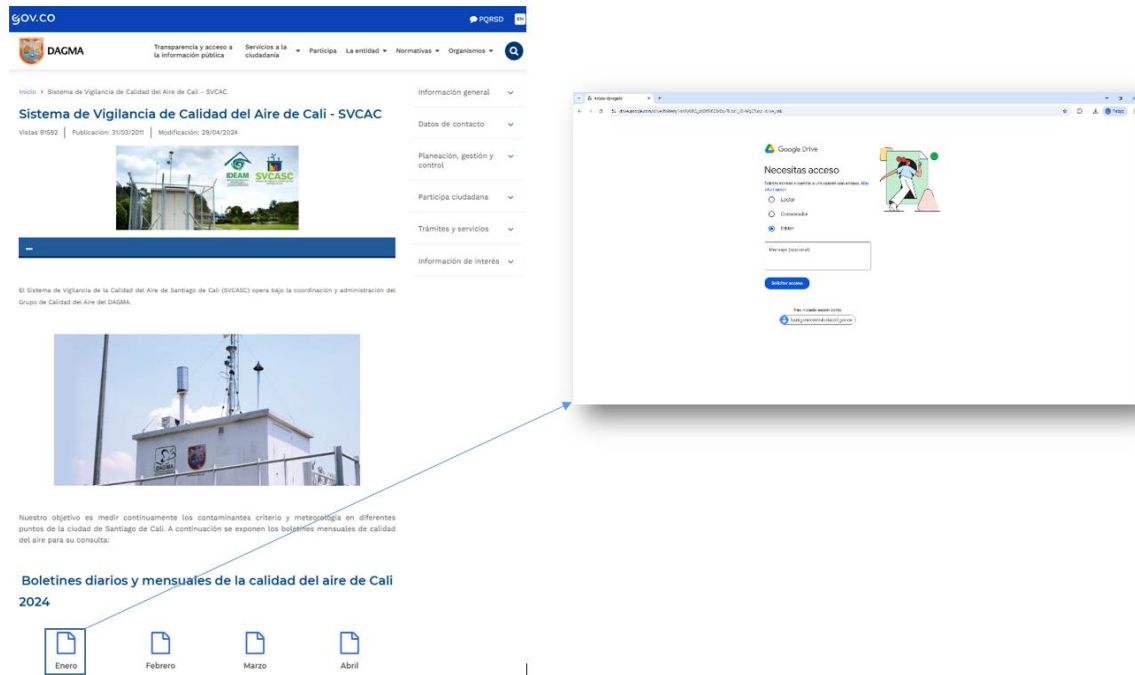 GOV.CO
PQRSD
EN
DAGMA
Transparencia y acceso a
la información pública
Servicios a la
ciudadanía
Participa
La entidad
Normativas
Organismos
Inicio > Sistema de Vigilancia de Calidad del Aire de Cali - SVCAC
Sistema de Vigilancia de Calidad del Aire de Cali - SVCAC
Vistas 91592 | Publicación: 31/03/2011 | Modificación: 29/04/2024
IDEAM
SVCASC
Información general
Datos de contacto
Planeación, gestión y
control
Participa ciudadana
Trámites y servicios
Información de interés
El Sistema de Vigilancia de la Calidad del Aire de Santiago de Cali (SVCASC) opera bajo la coordinación y administración del
Grupo de Calidad del Aire del DAGMA.
DAGMA
Nuestro objetivo es medir continuamente los contaminantes criterio y meteorología en diferentes
puntos de la ciudad de Santiago de Cali. A continuación se exponen los boletines mensuales de calidad
del aire para su consulta:
Boletines diarios y mensuales de la calidad del aire de Cali
2024
Enero
Febrero
Marzo
Abril
Google Drive
Necesitas acceso
Lector
Comentador
Editor
Mensaje (opcional)
Solicitar acceso